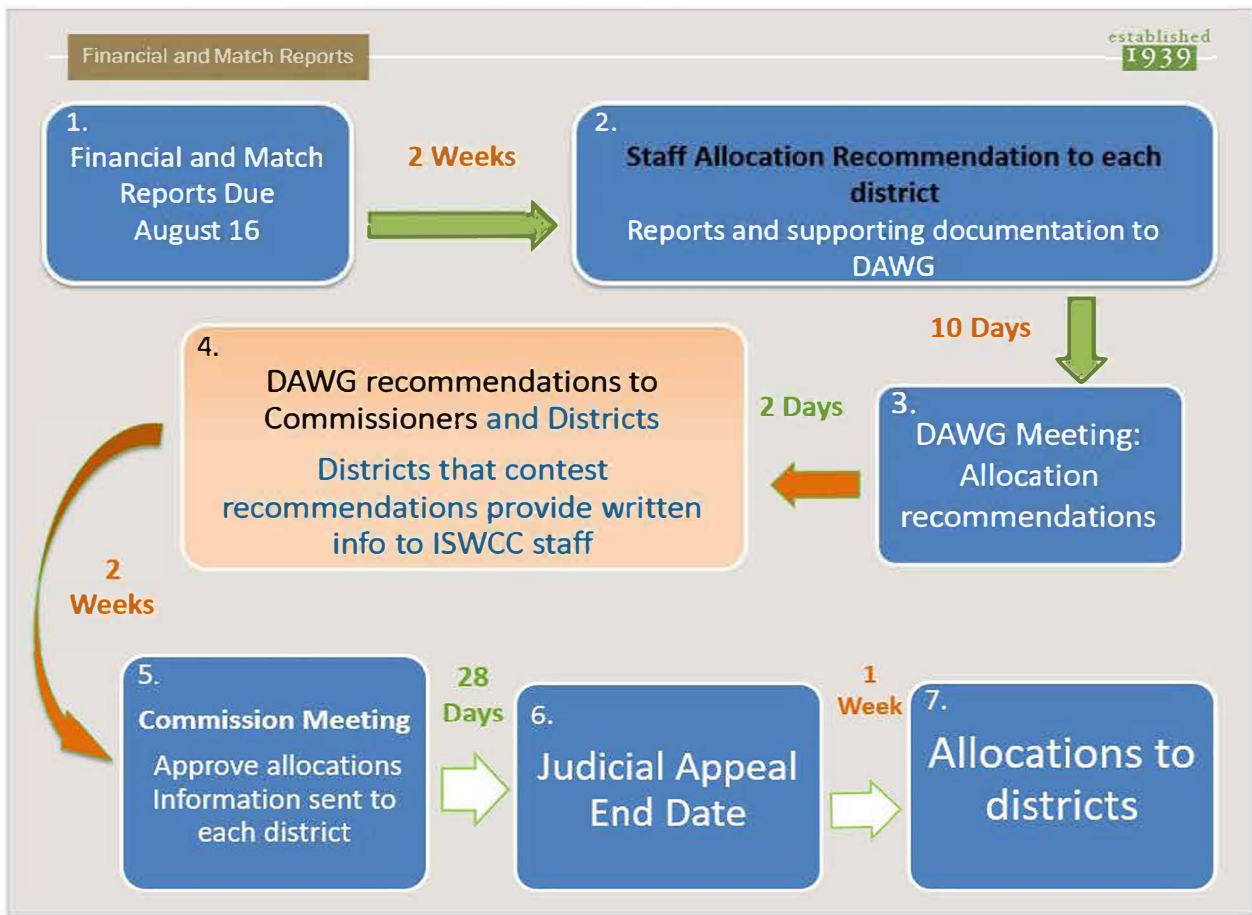 Financial and Match Reports
established
1939
1.
Financial and Match
Reports Due
August 16
2 Weeks
2.
Staff Allocation Recommendation to each
district
Reports and supporting documentation to
DAWG
10 Days
3.
DAWG Meeting:
Allocation
recommendations
2 Days
4.
DAWG recommendations to
Commissioners and Districts
Districts that contest
recommendations provide written
info to ISWCC staff
2
Weeks
5.
Commission Meeting
Approve allocations
Information sent to
each district
28
Days
6.
Judicial Appeal
End Date
1
Week
7.
Allocations to
districts